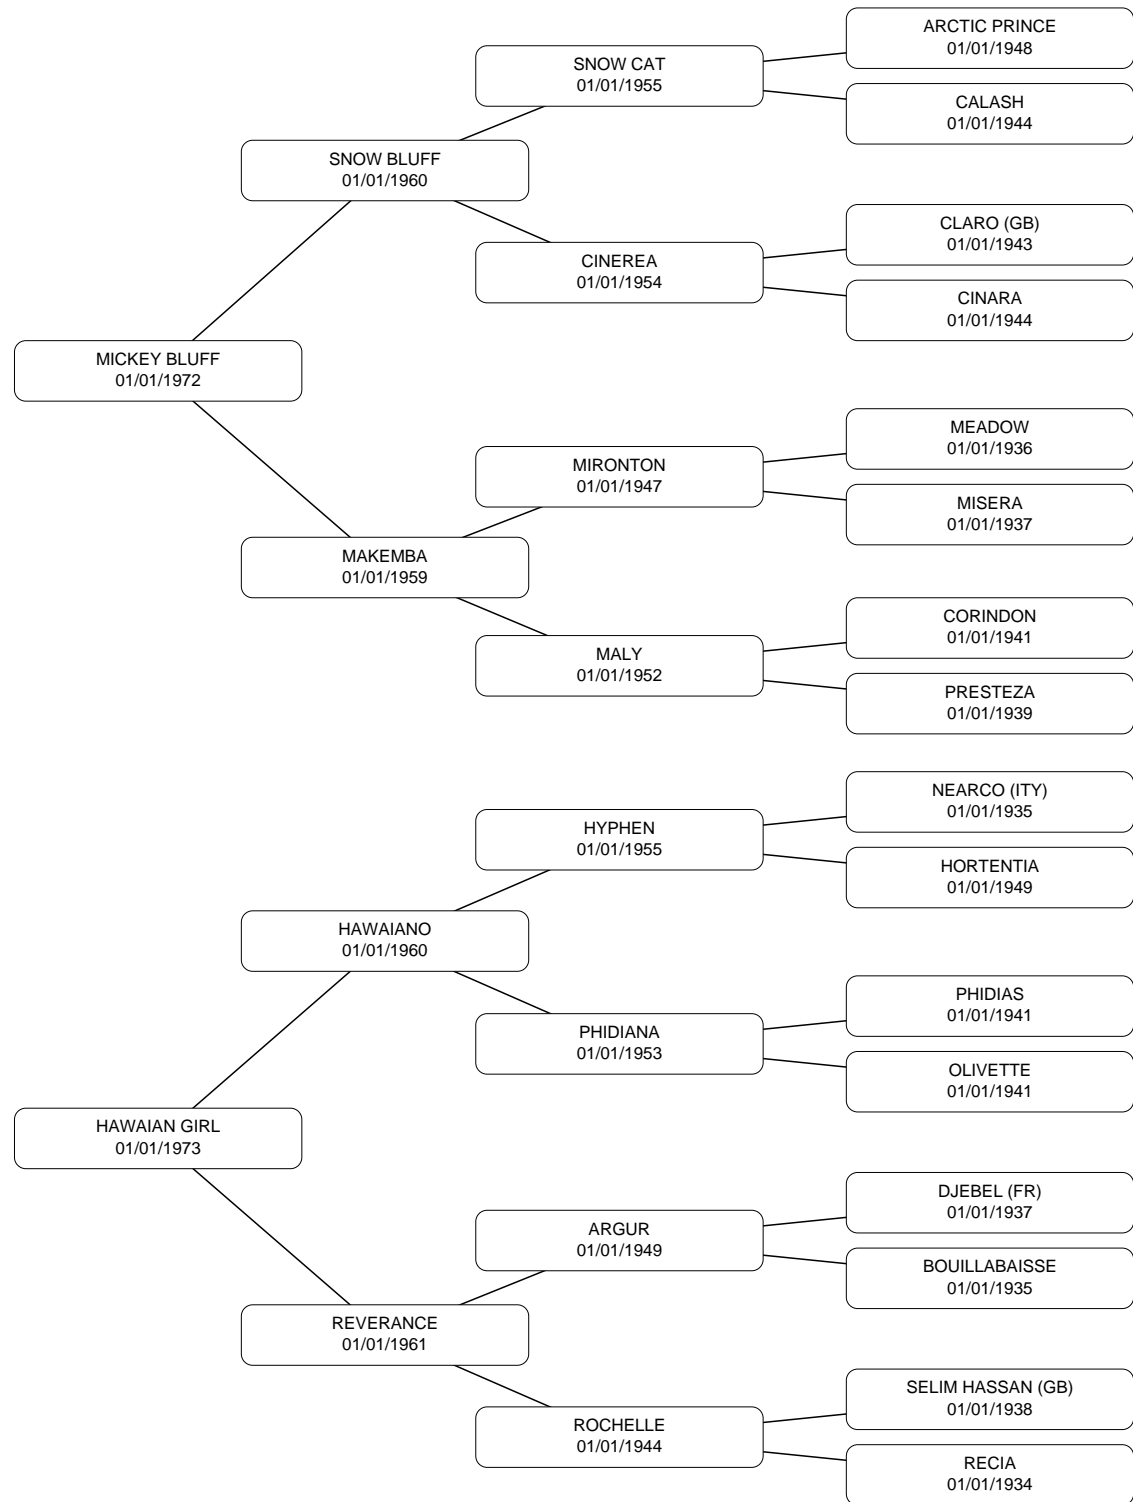 ARCTIC PRINCE
01/01/1948
SNOW CAT
01/01/1955
CALASH
01/01/1944
SNOW BLUFF
01/01/1960
CLARO (GB)
01/01/1943
CINEREA
01/01/1954
CINARA
01/01/1944
MICKEY BLUFF
01/01/1972
MEADOW
01/01/1936
MIRONTON
01/01/1947
MISERA
01/01/1937
MAKEMBA
01/01/1959
CORINDON
01/01/1941
MALY
01/01/1952
PRESTEZA
01/01/1939
NEARCO (ITY)
01/01/1935
HYPHEN
01/01/1955
HORTENTIA
01/01/1949
HAWAIANO
01/01/1960
PHIDIAS
01/01/1941
PHIDIANA
01/01/1953
OLIVETTE
01/01/1941
HAWAIAN GIRL
01/01/1973
DJEBEL (FR)
01/01/1937
ARGUR
01/01/1949
BOUILLABAISSE
01/01/1935
REVERANCE
01/01/1961
SELIM HASSAN (GB)
01/01/1938
ROCHELLE
01/01/1944
RECIA
01/01/1934